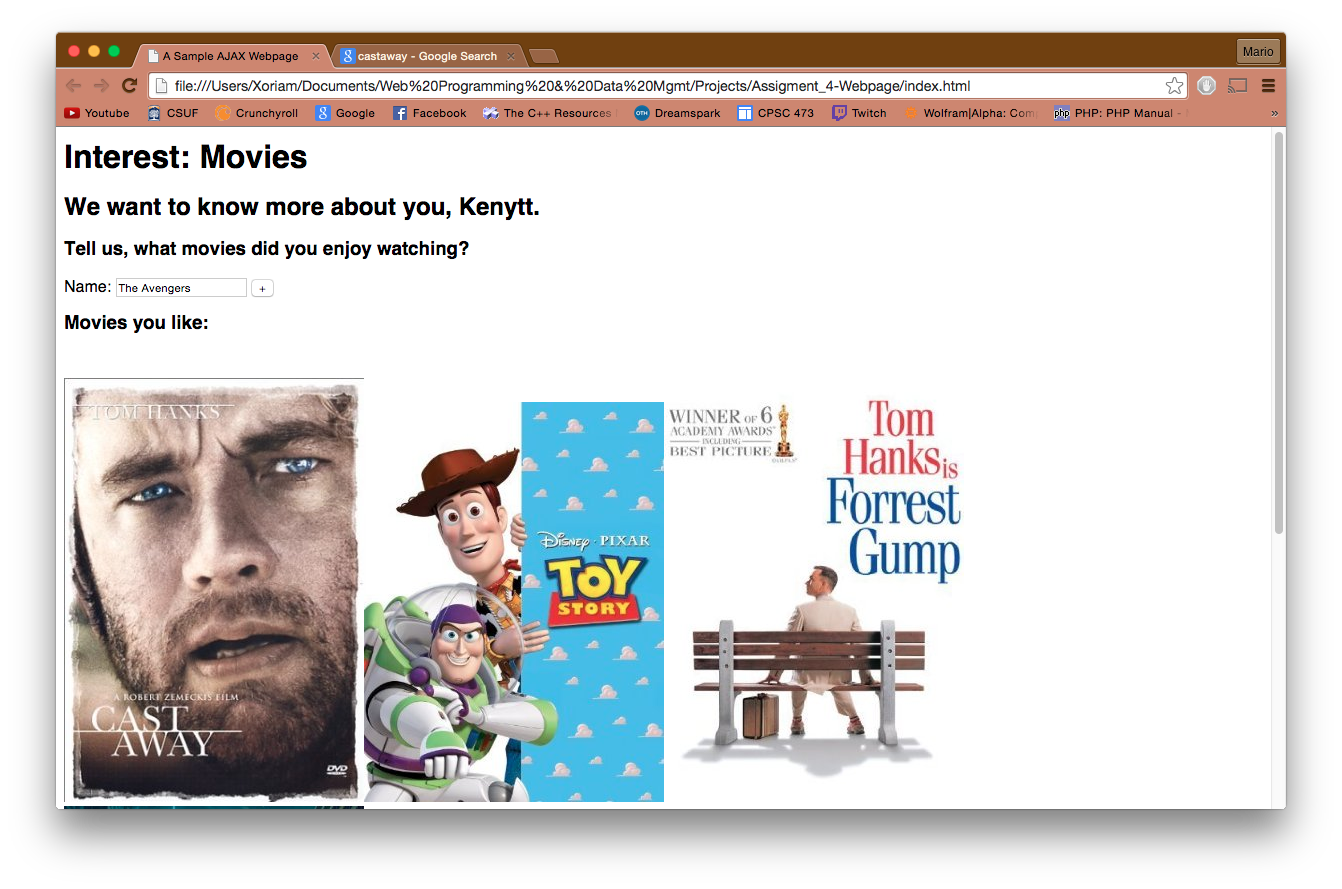 A Sample AJAX Webpage
castaway - Google Search
Mario
file:///Users/Xoriam/Documents/Web%20Programming%20&%20Data%20Mgmt/Projects/Assigment_4-Webpage/index.html
Youtube CSUF Crunchyroll Google Facebook The C++ Resources Dreamspark CPSC 473 Twitch Wolfram|Alpha: Com PHP: PHP Manual - »
Interest: Movies
We want to know more about you, Kenytt.
Tell us, what movies did you enjoy watching?
Name: The Avengers +
Movies you like:
TOM HANKS
A ROBERT ZEMECKIS FILM
CAST
AWAY
DVD
DISNEY · PIXAR
TOY
STORY
WINNER OF 6
ACADEMY AWARDS
INCLUDING
BEST PICTURE
Tom
Hanks is
Forrest
Gump